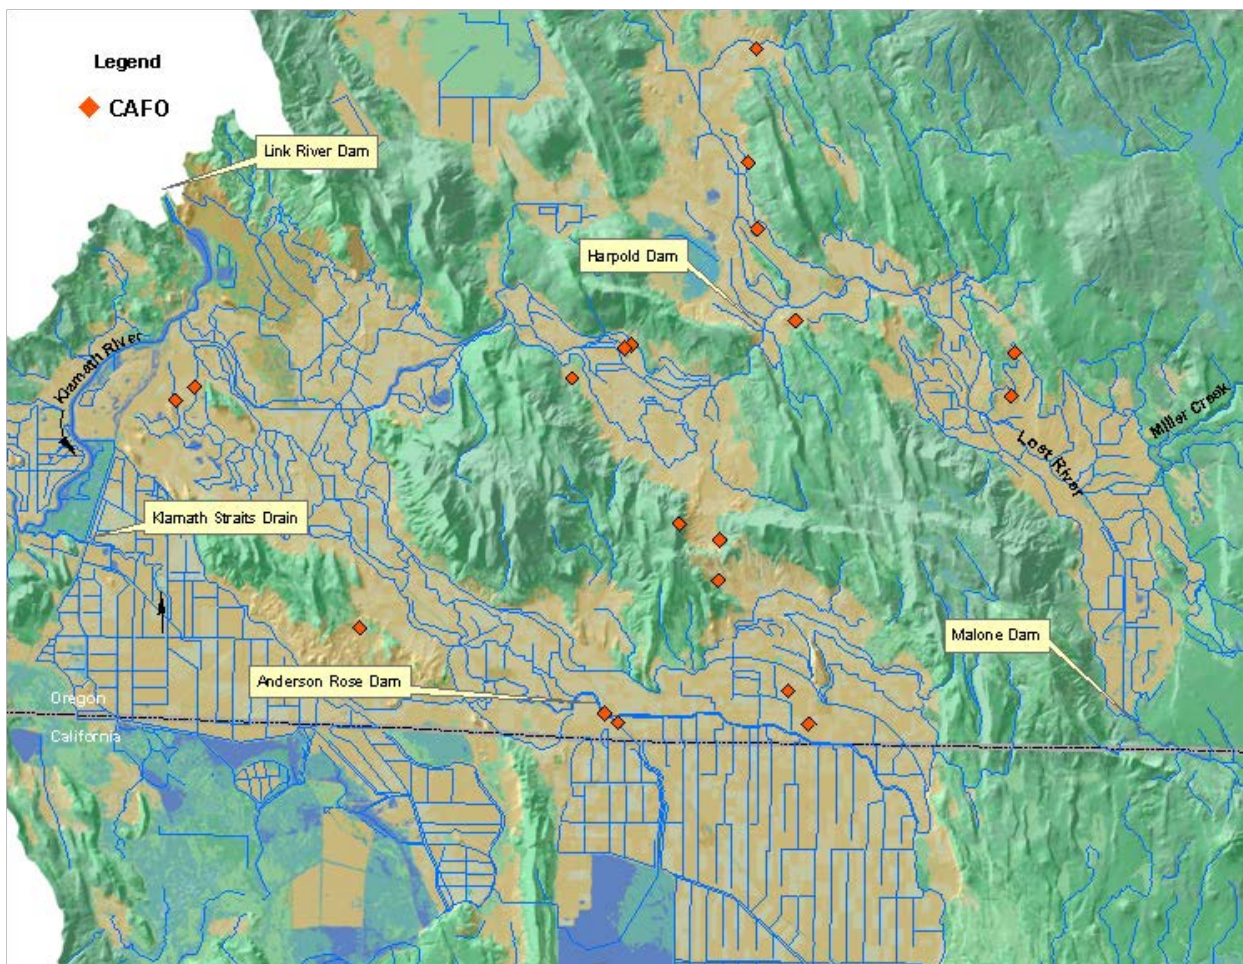 Legend
CAFO
Link River Dam
Harpold Dam
Klamath River
Miller Creek
Lost River
Klamath Straits Drain
Malone Dam
Anderson Rose Dam
Oregon
California